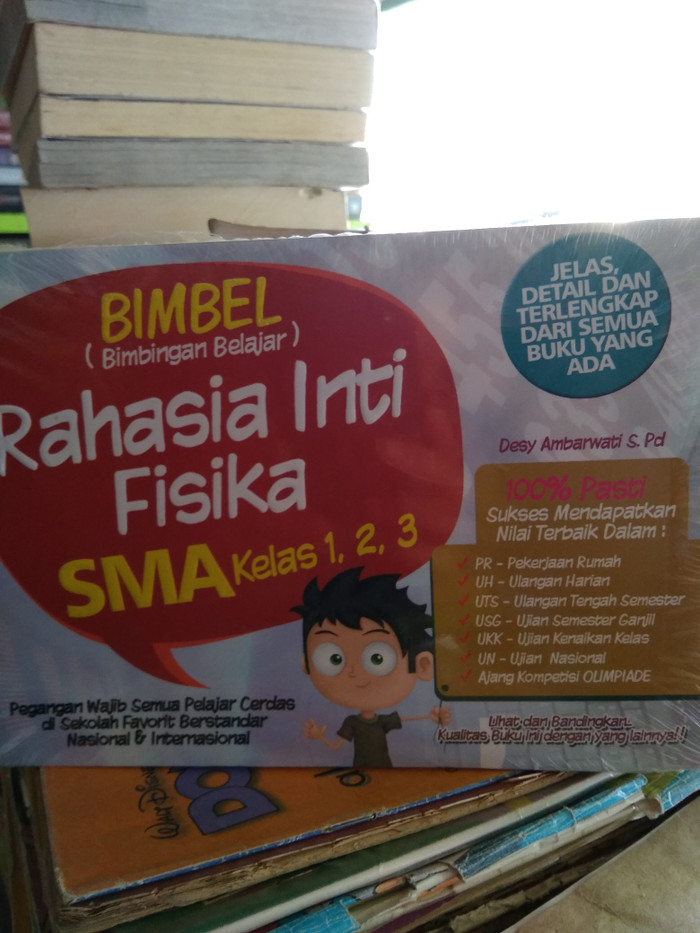 BIMBEL
( Bimbingan Belajar )
Rahasia Inti
Fisika
SMA Kelas 1, 2, 3
Pegangan Wajib Semua Pelajar Cerdas
di Sekolah Favorit Berstandar
Nasional & Internasional
JELAS,
DETAIL DAN
TERLENGKAP
DARI SEMUA
BUKU YANG
ADA
Desy Ambarwati S. Pd
100% Pasti
Sukses Mendapatkan
Nilai Terbaik Dalam :
PR - Pekerjaan Rumah
UH - Ulangan Harian
UTS - Ulangan Tengah Semester
USG - Ujian Semester Ganjil
UKK - Ujian Kenaikan Kelas
UN - Ujian Nasional
Ajang Kompetisi OLIMPIADE
Lihat dan Bandingkan..
Kualitas Buku ini dengan yang lainnya!!